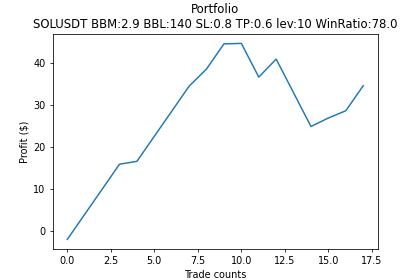 Portfolio
SOLUSDT BBM:2.9 BBL:140 SL:0.8 TP:0.6 lev:10 WinRatio:78.0
40
30
20
10
0
Profit ($)
0.0 2.5 5.0 7.5 10.0 12.5 15.0 17.5
Trade counts